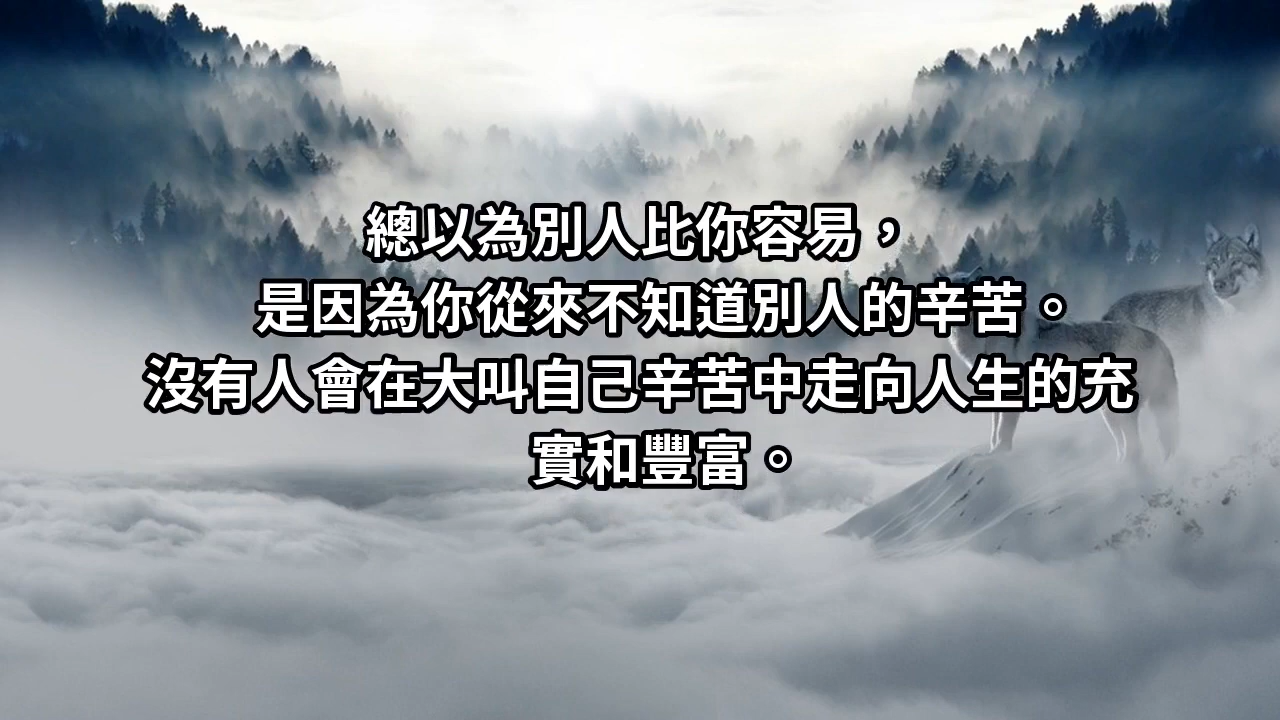 總以為別人比你容易，
是因為你從來不知道別人的辛苦。
沒有人會在大叫自己辛苦中走向人生的充
實和豐富。